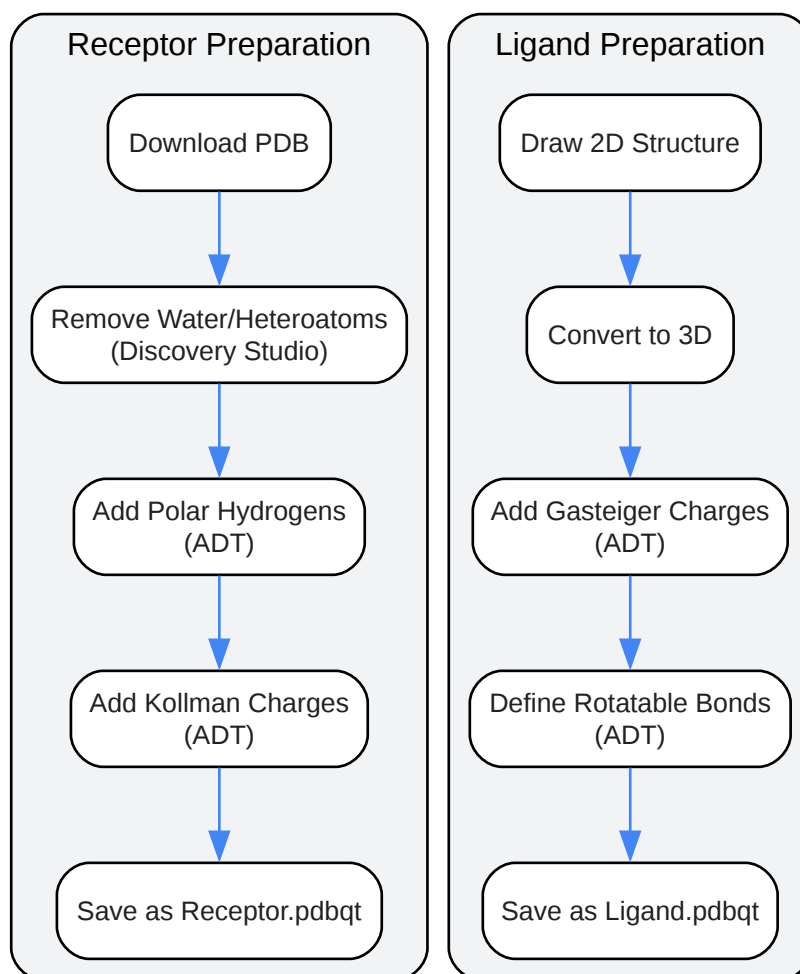 Receptor Preparation
Download PDB
Remove Water/Heteroatoms
(Discovery Studio)
Add Polar Hydrogens
(ADT)
Add Kollman Charges
(ADT)
Save as Receptor.pdbqt
Ligand Preparation
Draw 2D Structure
Convert to 3D
Add Gasteiger Charges
(ADT)
Define Rotatable Bonds
(ADT)
Save as Ligand.pdbqt